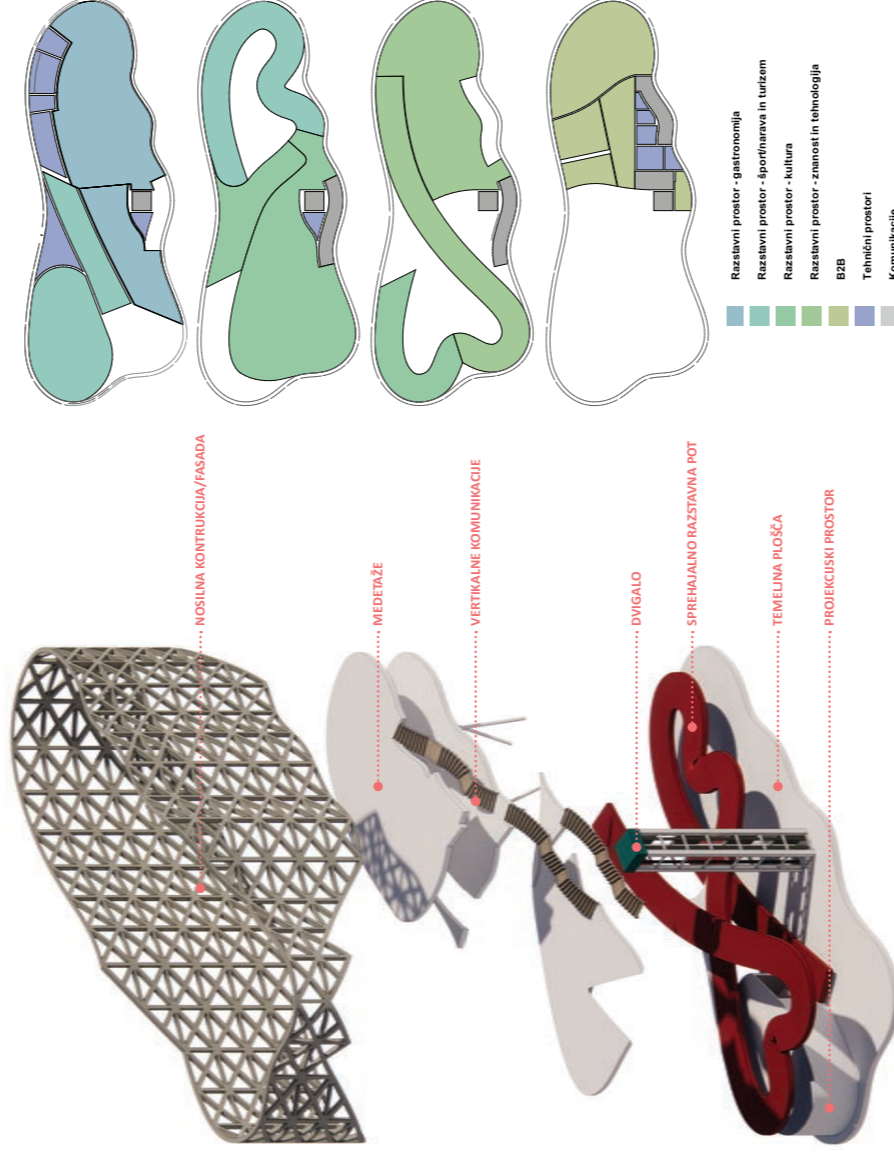 NOSILNA KONTRUKCIJA/FASADA
MEDETAŽE
VERTIKALNE KOMUNIKACIJE
DVIGALO
SPREHAJALNO RAZSTAVNA POT
TEMELJNA PLOŠČA
PROJEKCIJSKI PROSTOR
Razstavni prostor - gastronomija
Razstavni prostor - šport/narava in turizem
Razstavni prostor - kultura
Razstavni prostor - znanost in tehnologija
B2B
Tehnični prostori
Komunikacije